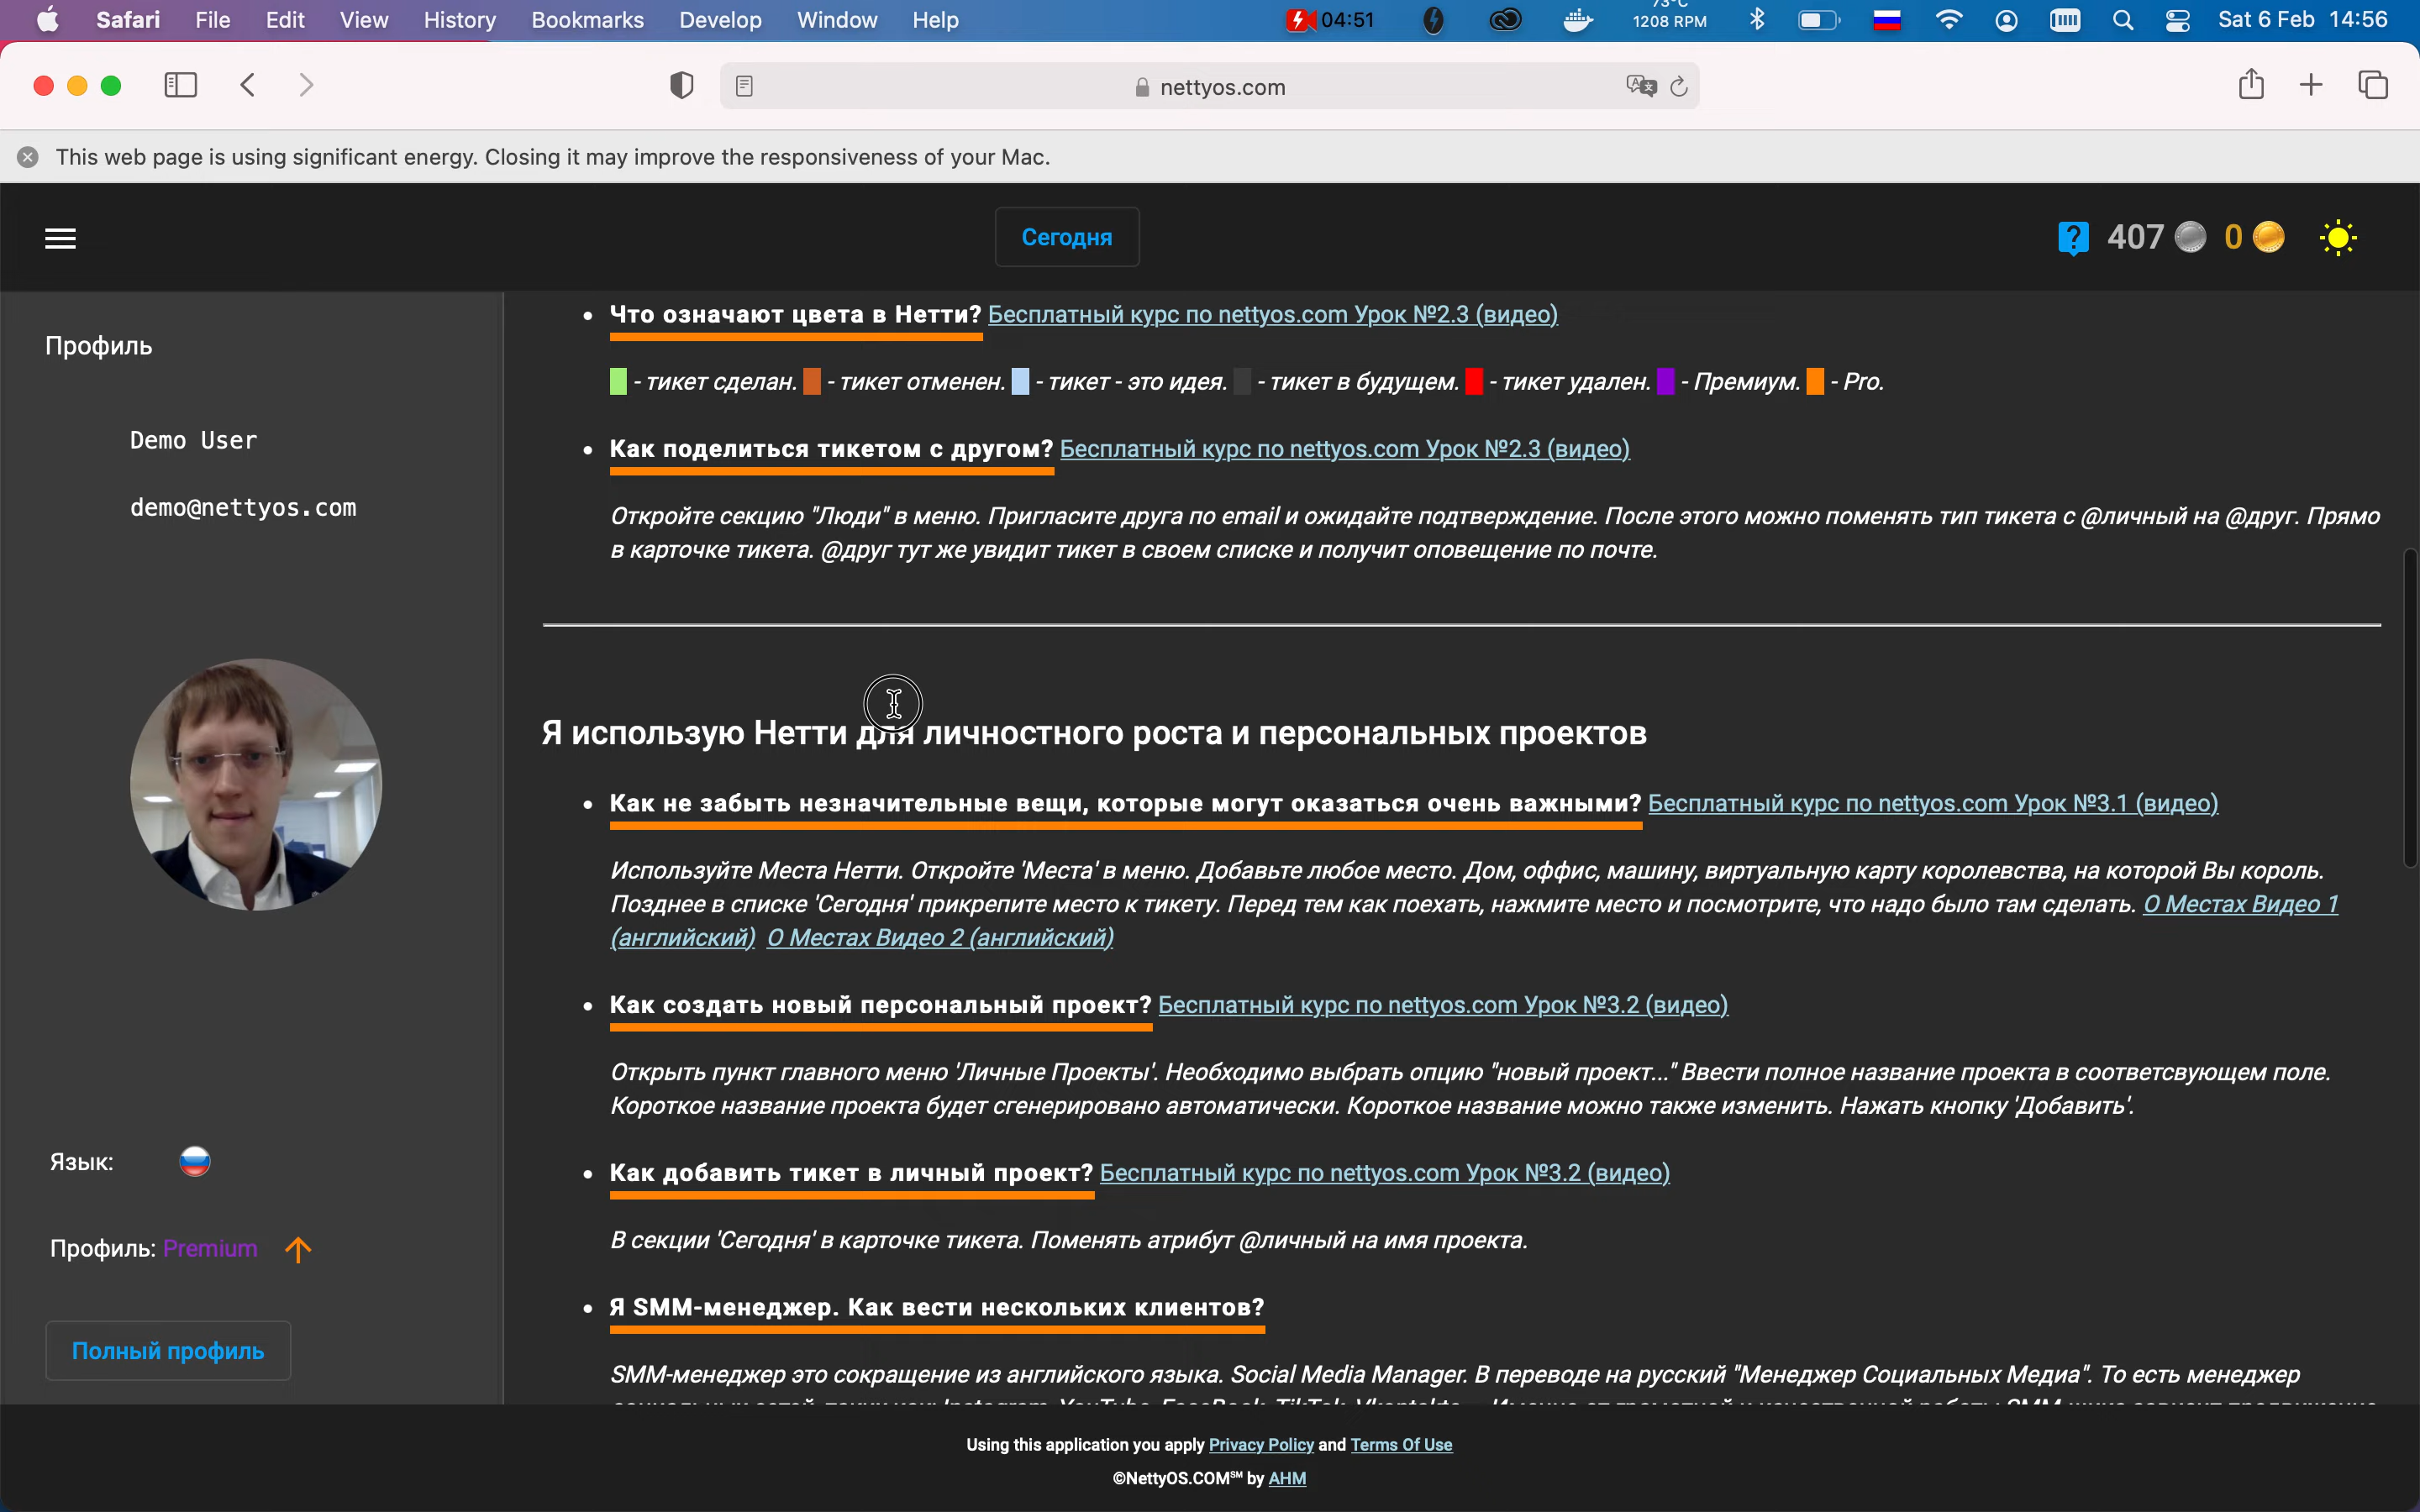 Safari File Edit View History Bookmarks Develop Window Help 04:51 73°C 1208 RPM Sat 6 Feb 14:56
nettyos.com
This web page is using significant energy. Closing it may improve the responsiveness of your Mac.
Сегодня
407 0
Профиль
Demo User
demo@nettyos.com
Язык:
Профиль: Premium
Полный профиль
Что означают цвета в Нетти? Бесплатный курс по nettyos.com Урок №2.3 (видео)
- тикет сделан. - тикет отменен. - тикет - это идея. - тикет в будущем. - тикет удален. - Премиум. - Pro.
Как поделиться тикетом с другом? Бесплатный курс по nettyos.com Урок №2.3 (видео)
Откройте секцию "Люди" в меню. Пригласите друга по email и ожидайте подтверждение. После этого можно поменять тип тикета с @личный на @друг. Прямо
в карточке тикета. @друг тут же увидит тикет в своем списке и получит оповещение по почте.
Я использую Нетти для личностного роста и персональных проектов
Как не забыть незначительные вещи, которые могут оказаться очень важными? Бесплатный курс по nettyos.com Урок №3.1 (видео)
Используйте Места Нетти. Откройте 'Места' в меню. Добавьте любое место. Дом, оффис, машину, виртуальную карту королевства, на которой Вы король.
Позднее в списке 'Сегодня' прикрепите место к тикету. Перед тем как поехать, нажмите место и посмотрите, что надо было там сделать. О Местах Видео 1
(английский) О Местах Видео 2 (английский)
Как создать новый персональный проект? Бесплатный курс по nettyos.com Урок №3.2 (видео)
Открыть пункт главного меню 'Личные Проекты'. Необходимо выбрать опцию "новый проект..." Ввести полное название проекта в соответсвующем поле.
Короткое название проекта будет сгенерировано автоматически. Короткое название можно также изменить. Нажать кнопку 'Добавить'.
Как добавить тикет в личный проект? Бесплатный курс по nettyos.com Урок №3.2 (видео)
В секции 'Сегодня' в карточке тикета. Поменять атрибут @личный на имя проекта.
Я SMM-менеджер. Как вести нескольких клиентов?
SMM-менеджер это сокращение из английского языка. Social Media Manager. В переводе на русский "Менеджер Социальных Медиа". То есть менеджер
Using this application you apply Privacy Policy and Terms Of Use
©NettyOS.COM℠ by AHM